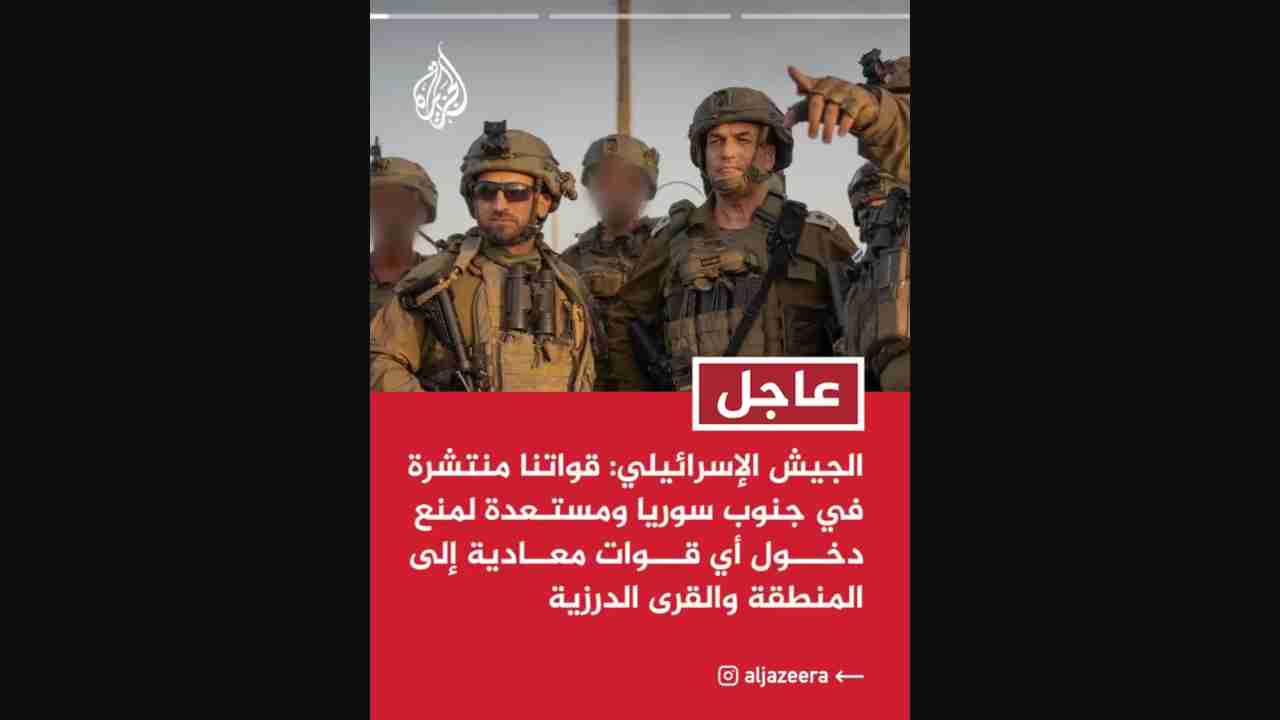 الجزيرة
عاجل
الجيش الإسرائيلي: قواتنا منتشرة
في جنوب سوريا ومستعدة لمنع
دخول أي قوات معادية إلى
المنطقة والقرى الدرزية
aljazeera